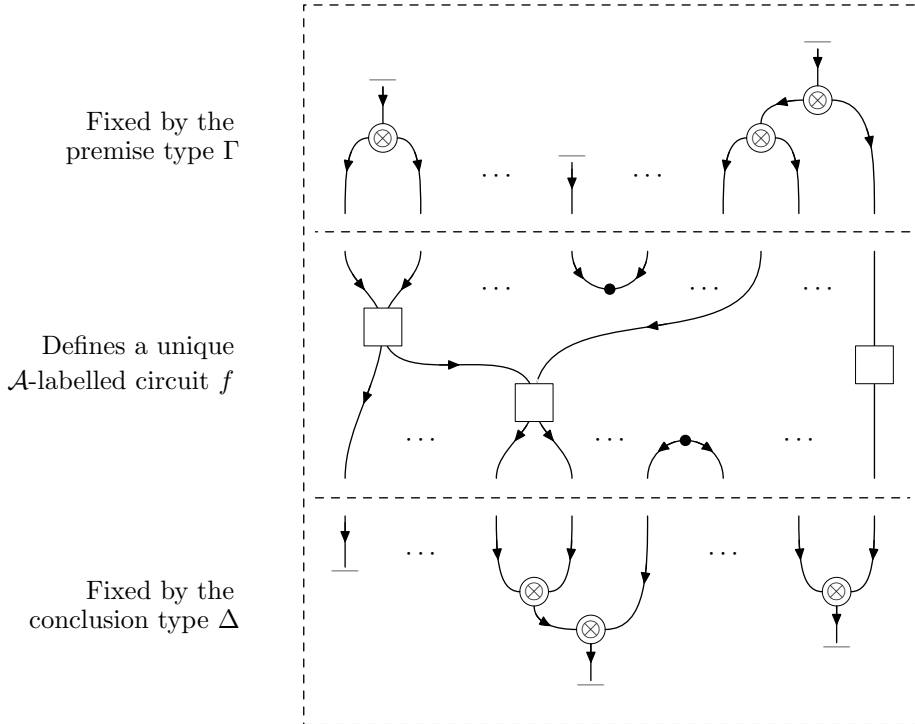 Fixed by the
premise type Γ
Defines a unique
𝒜-labelled circuit f
Fixed by the
conclusion type Δ